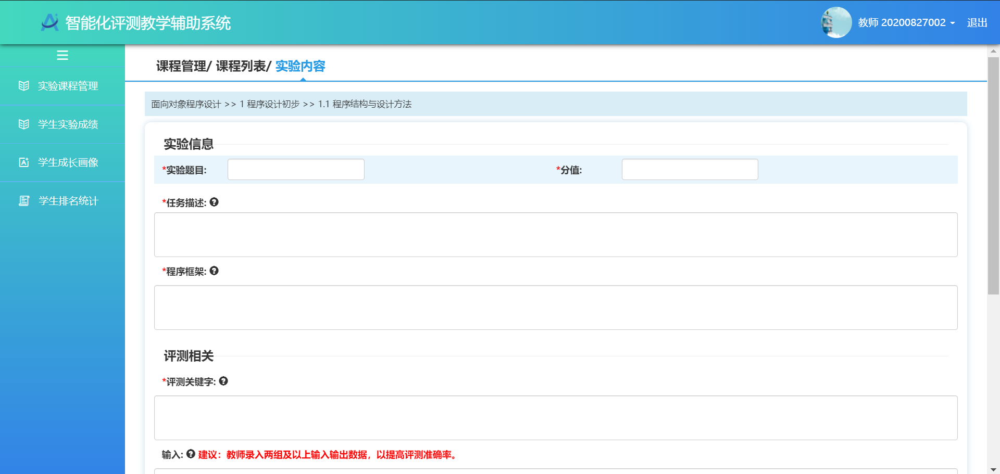 智能化评测教学辅助系统
教师 20200827002
退出
实验课程管理
学生实验成绩
学生成长画像
学生排名统计
课程管理/ 课程列表/ 实验内容
面向对象程序设计 >> 1 程序设计初步 >> 1.1 程序结构与设计方法
实验信息
*实验题目:
*分值:
*任务描述:
*程序框架:
评测相关
*评测关键字:
输入: 建议：教师录入两组及以上输入输出数据，以提高评测准确率。